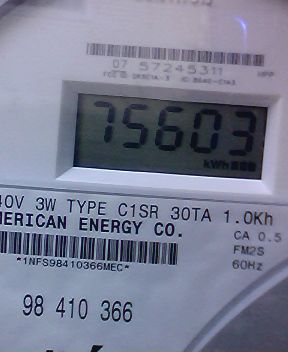 07 57245311
75603
kWh
40V 3W TYPE C1SR 30TA 1.0Kh
MERICAN ENERGY CO.
CA 0.5
FM2S
60Hz
*1NFS98410366MEC*
98 410 366